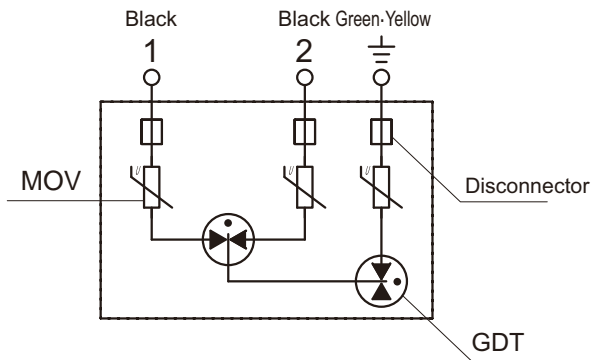 Black
Black
Green·Yellow
1
2
U
U
U
MOV
Disconnector
GDT